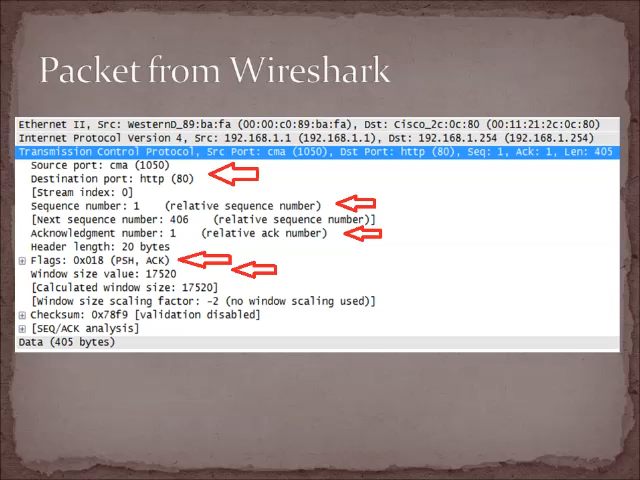 Packet from Wireshark
Ethernet II, Src: WesternD_89:ba:fa (00:00:c0:89:ba:fa), Dst: Cisco_2c:0c:80 (00:11:21:2c:0c:80)
Internet Protocol Version 4, Src: 192.168.1.1 (192.168.1.1), Dst: 192.168.1.254 (192.168.1.254)
Transmission Control Protocol, Src Port: cma (1050), Dst Port: http (80), Seq: 1, Ack: 1, Len: 405
Source port: cma (1050)
Destination port: http (80)
[Stream index: 0]
Sequence number: 1 (relative sequence number)
[Next sequence number: 406 (relative sequence number)]
Acknowledgment number: 1 (relative ack number)
Header length: 20 bytes
Flags: 0x018 (PSH, ACK)
Window size value: 17520
[Calculated window size: 17520]
[Window size scaling factor: -2 (no window scaling used)]
Checksum: 0x78f9 [validation disabled]
[SEQ/ACK analysis]
Data (405 bytes)